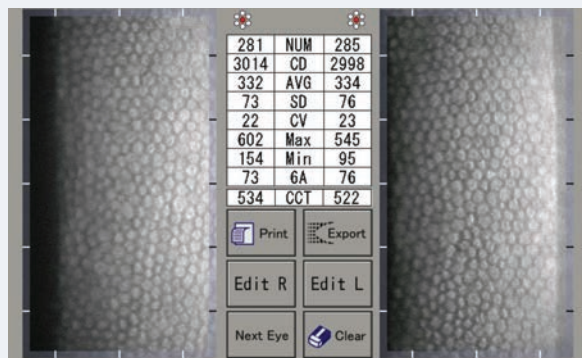 281 NUM 285
3014 CD 2998
332 AVG 334
73 SD 76
22 CV 23
602 Max 545
154 Min 95
73 6A 76
534 CCT 522
Print Export
Edit R Edit L
Next Eye Clear